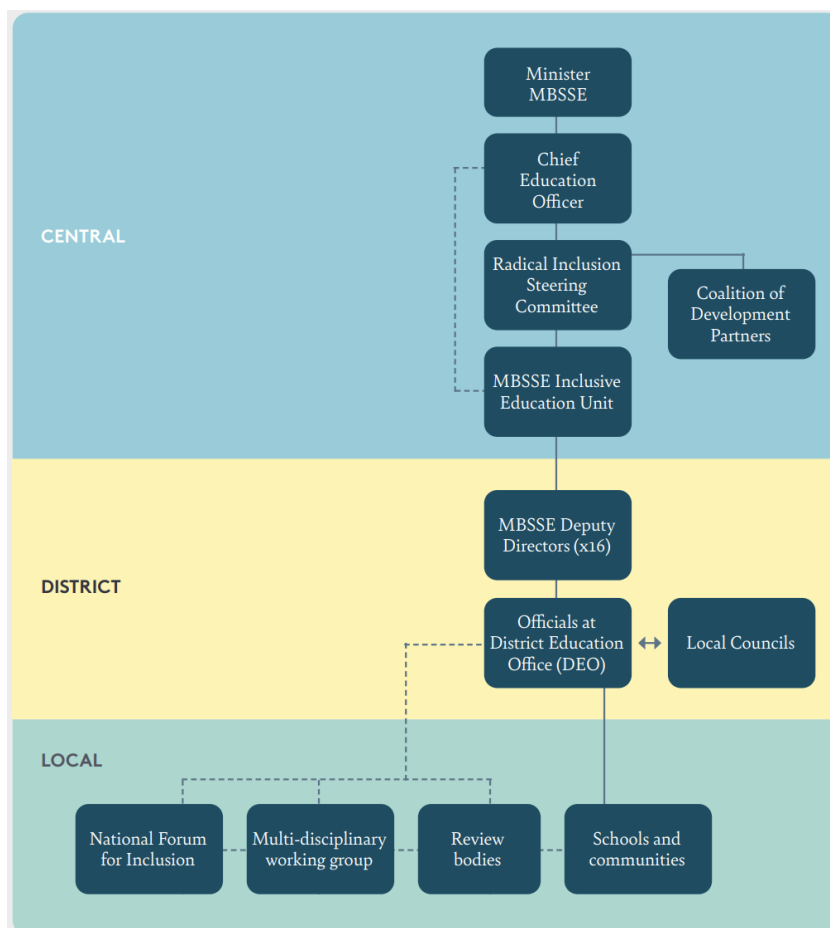 Minister
MBSSE
Chief
Education
Officer
CENTRAL
Radical Inclusion
Steering
Committee
Coalition of
Development
Partners
MBSSE Inclusive
Education Unit
MBSSE Deputy
Directors (x16)
DISTRICT
Officials at
District Education
Office (DEO)
Local Councils
LOCAL
National Forum
for Inclusion
Multi-disciplinary
working group
Review
bodies
Schools and
communities